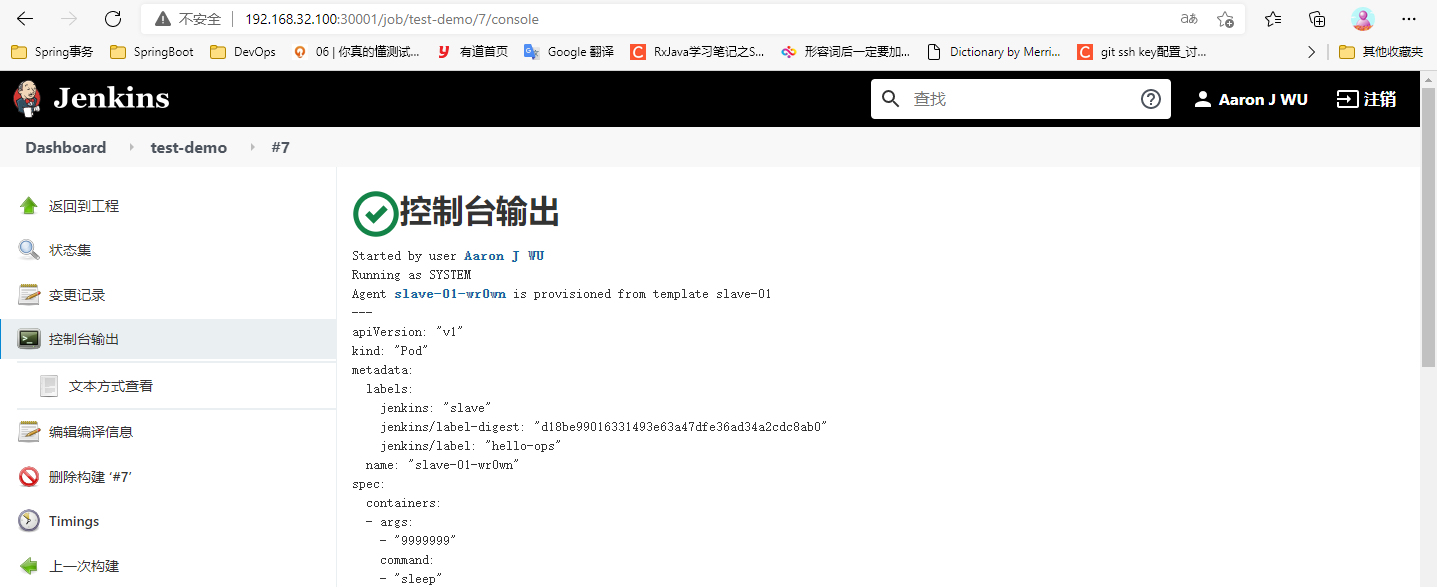 不安全 192.168.32.100:30001/job/test-demo/7/console あ
Spring事务 SpringBoot DevOps 06 | 你真的懂测试... 有道首页 Google 翻译 RxJava学习笔记之S... 形容词后一定要加... Dictionary by Merri... git ssh key配置_讨... 其他收藏夹
Jenkins 查找 Aaron J WU 注销
Dashboard test-demo #7
返回到工程
状态集
变更记录
控制台输出
文本方式查看
编辑编译信息
删除构建 ‘#7’
Timings
上一次构建
控制台输出
Started by user Aaron J WU
Running as SYSTEM
Agent slave-01-wr0wn is provisioned from template slave-01
---
apiVersion: "v1"
kind: "Pod"
metadata:
labels:
jenkins: "slave"
jenkins/label-digest: "d18be99016331493e63a47dfe36ad34a2cdc8ab0"
jenkins/label: "hello-ops"
name: "slave-01-wr0wn"
spec:
containers:
- args:
- "9999999"
command:
- "sleep"